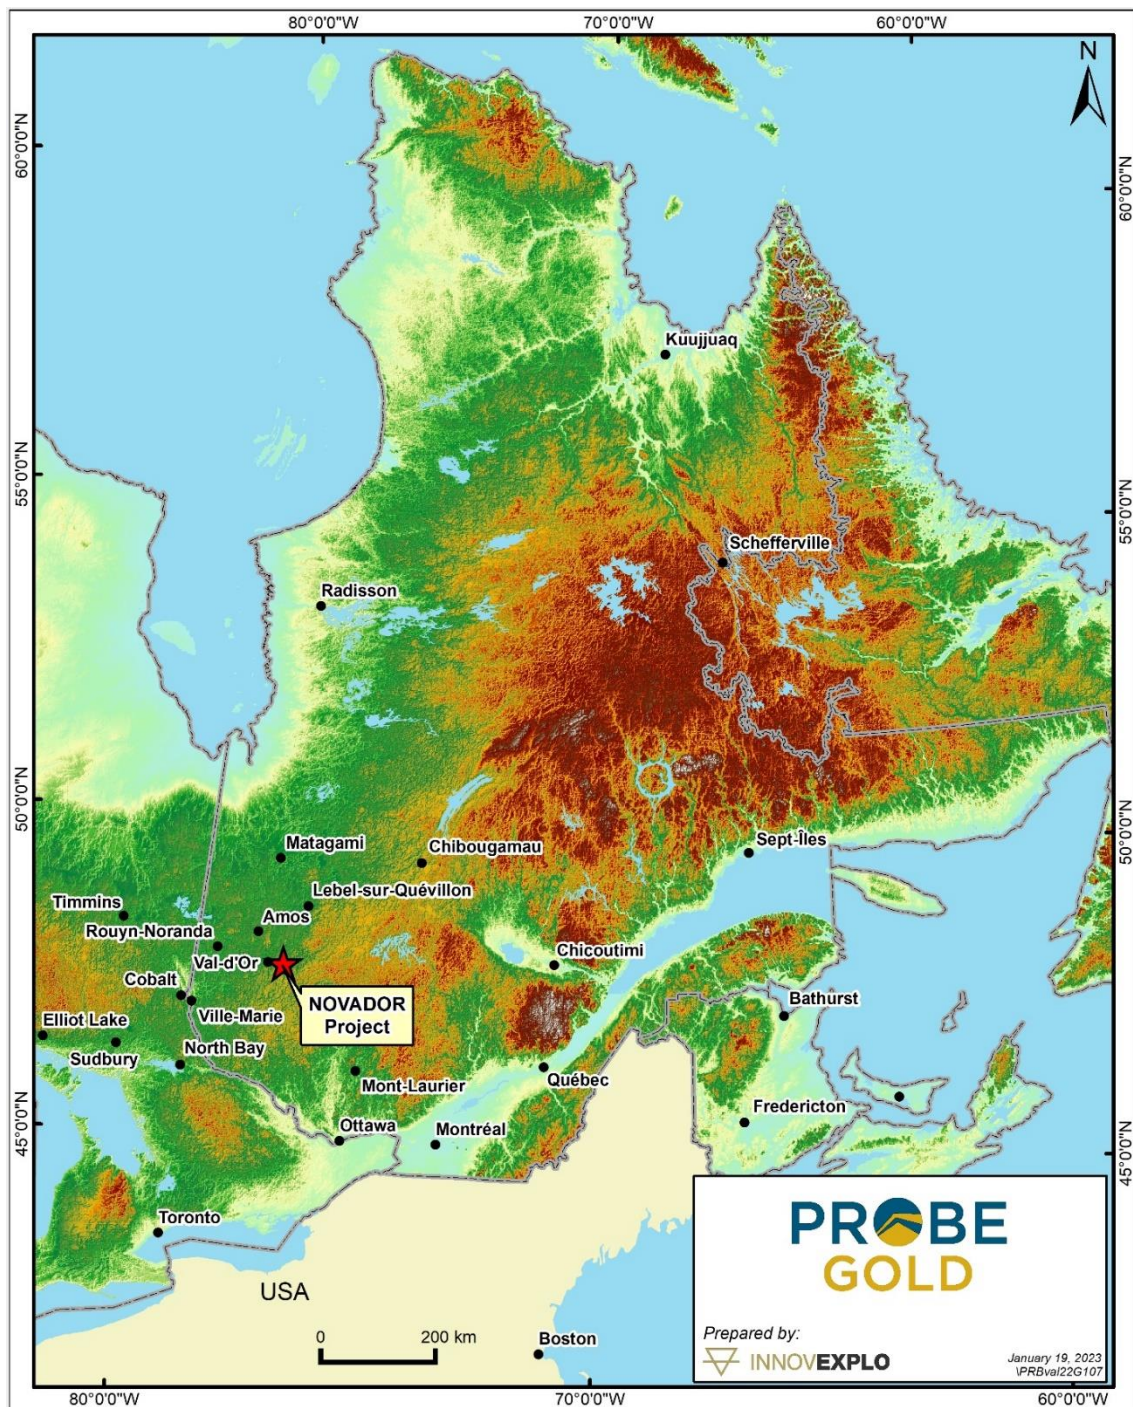 80°0'0"W
70°0'0"W
60°0'0"W
N
60°0'0"N
60°0'0"N
Kuujjuaq
55°0'0"N
55°0'0"N
Schefferville
Radisson
50°0'0"N
50°0'0"N
Matagami
Chibougamau
Sept-Îles
Lebel-sur-Quévillon
Timmins
Amos
Rouyn-Noranda
Chicoutimi
Val-d'Or
Cobalt
NOVADOR
Project
Ville-Marie
Bathurst
Elliot Lake
Sudbury
North Bay
Mont-Laurier
Québec
Fredericton
45°0'0"N
45°0'0"N
Ottawa
Montréal
Toronto
USA
0 200 km
Boston
PROBE
GOLD
Prepared by:
INNOVEXPLO
January 19, 2023
\PRBval22G107
80°0'0"W
70°0'0"W
60°0'0"W